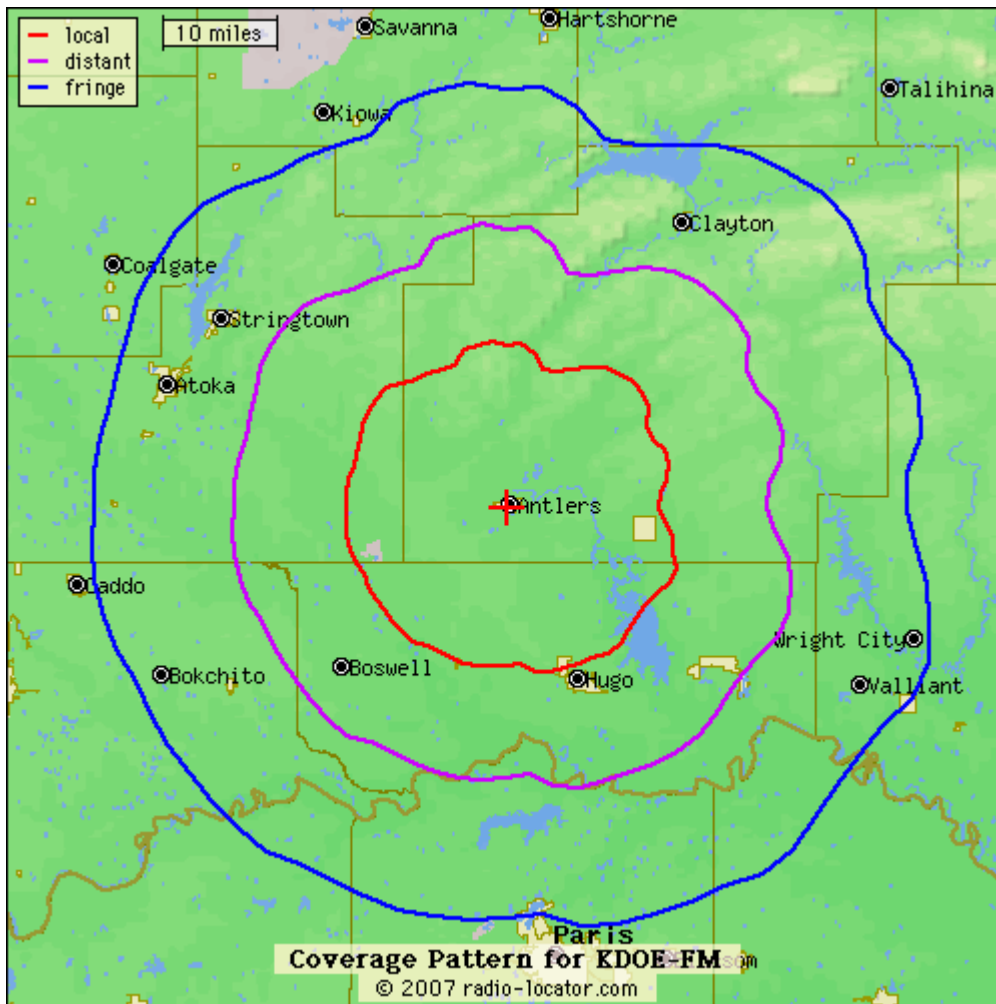 local
distant
fringe
10 miles
Savanna
Hartshorne
Talihina
Kiowa
Clayton
Coalgate
Stringtown
Atoka
Antlers
Caddo
Wright City
Bokchito
Boswell
Hugo
Valliant
Paris
Coverage Pattern for KDOE-FM
© 2007 radio-locator.com